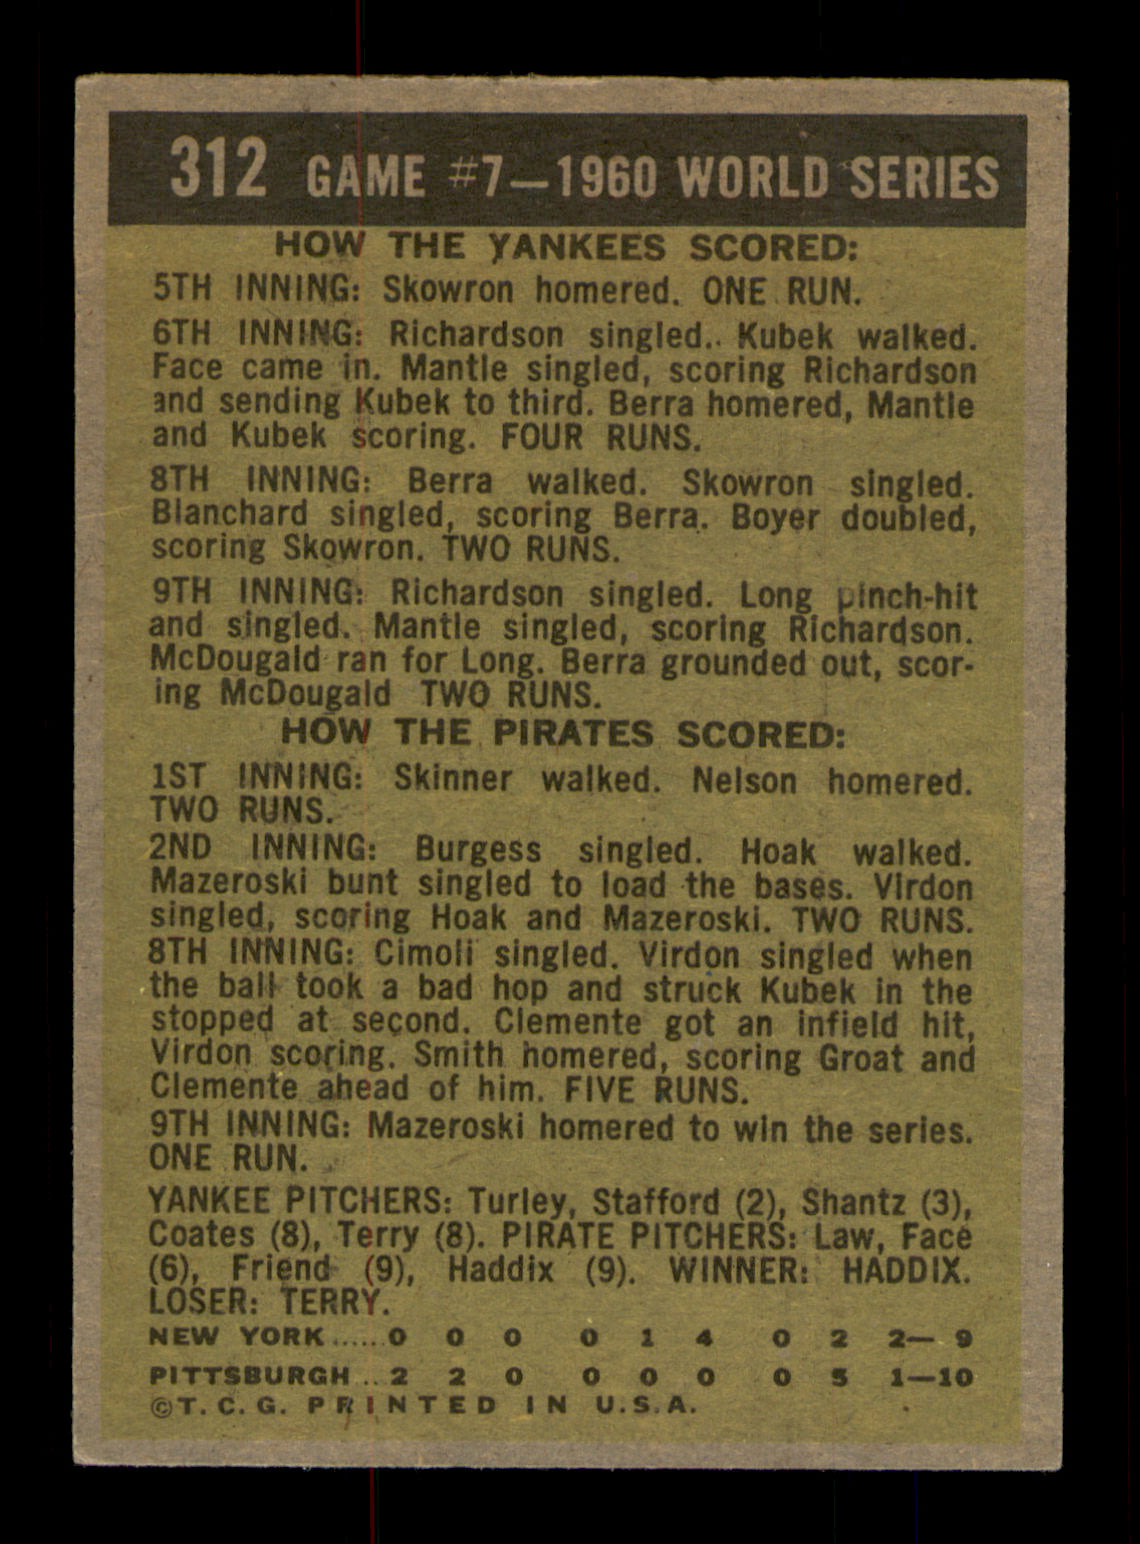 312 GAME #7—1960 WORLD SERIES
HOW THE YANKEES SCORED:
5TH INNING: Skowron homered. ONE RUN.
6TH INNING: Richardson singled.. Kubek walked.
Face came in. Mantle singled, scoring Richardson
and sending Kubek to third. Berra homered, Mantle
and Kubek scoring. FOUR RUNS.
8TH INNING: Berra walked. Skowron singled.
Blanchard singled, scoring Berra. Boyer doubled,
scoring Skowron. TWO RUNS.
9TH INNING: Richardson singled. Long pinch-hit
and singled. Mantle singled, scoring Richardson.
McDougald ran for Long. Berra grounded out, scor-
ing McDougald TWO RUNS.
HOW THE PIRATES SCORED:
1ST INNING: Skinner walked. Nelson homered.
TWO RUNS.
2ND INNING: Burgess singled. Hoak walked.
Mazeroski bunt singled to load the bases. Virdon
singled, scoring Hoak and Mazeroski. TWO RUNS.
8TH INNING: Cimoli singled. Virdon singled when
the ball took a bad hop and struck Kubek in the
stopped at second. Clemente got an infield hit,
Virdon scoring. Smith homered, scoring Groat and
Clemente ahead of him. FIVE RUNS.
9TH INNING: Mazeroski homered to win the series.
ONE RUN.
YANKEE PITCHERS: Turley, Stafford (2), Shantz (3),
Coates (8), Terry (8). PIRATE PITCHERS: Law, Face
(6), Friend (9), Haddix (9). WINNER: HADDIX.
LOSER: TERRY.
NEW YORK......0 0 0 0 1 4 0 2 2— 9
PITTSBURGH ..2 2 0 0 0 0 0 5 1—10
©T.C.G. PRINTED IN U.S.A.